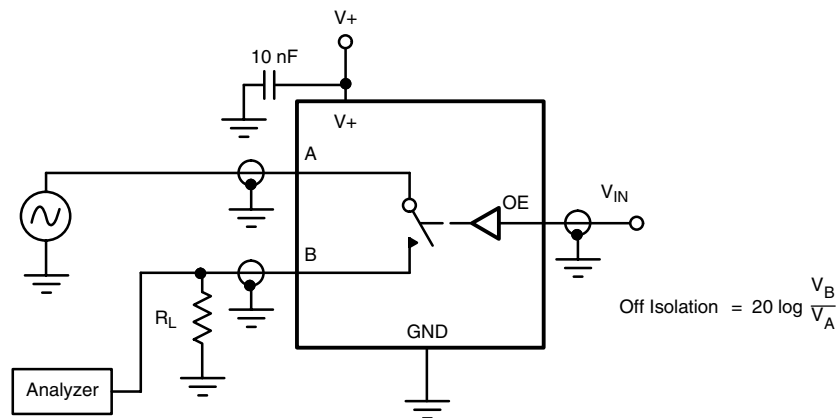 V+
10 nF
V+
A
OE
V_IN
B
Off Isolation = 20 log V_B / V_A
R_L
GND
Analyzer